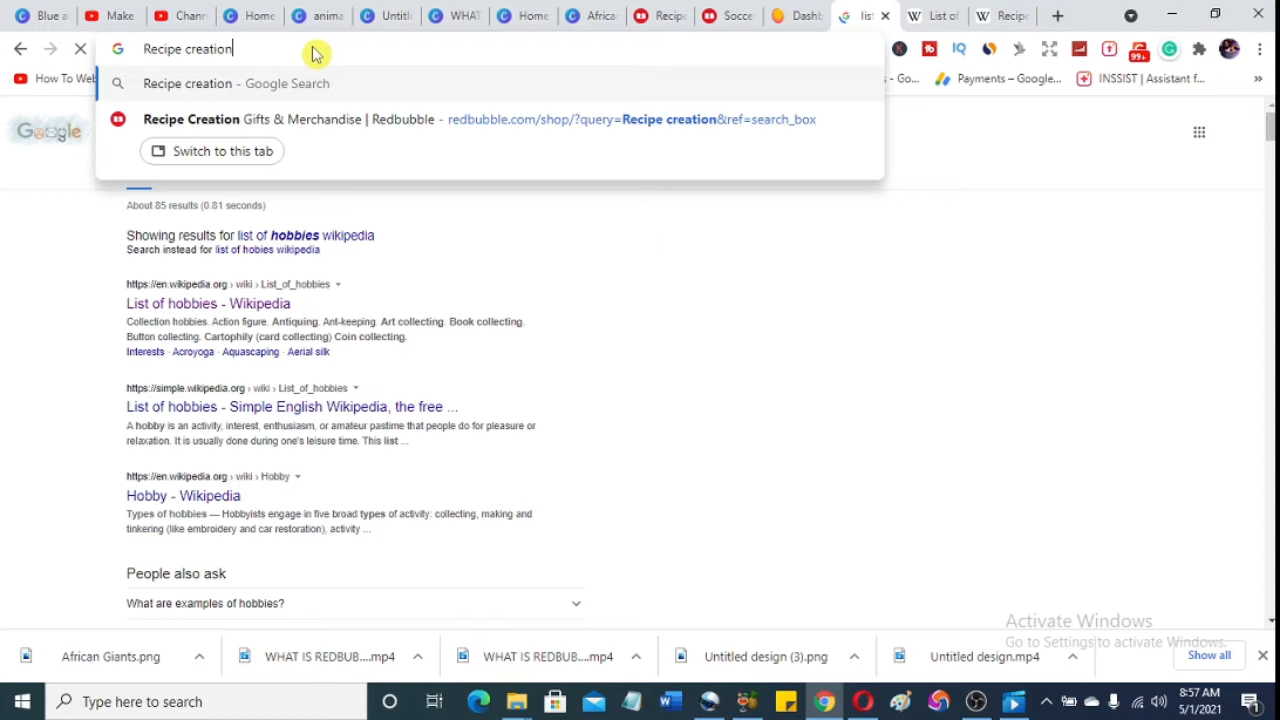 Blue a
Make
Chann
Home
anima
Untitl
WHAT
Home
Africa
Recipe
Socce
Dashb
list
List of
Recipe
Recipe creation
99+
How To Web
- Go...
Payments – Google...
INSSIST | Assistant f...
»
Recipe creation - Google Search
Recipe Creation Gifts & Merchandise | Redbubble - redbubble.com/shop/?query=Recipe creation&ref=search_box
Switch to this tab
Google
About 85 results (0.81 seconds)
Showing results for list of hobbies wikipedia
Search instead for list of hobies wikipedia
https://en.wikipedia.org › wiki › List_of_hobbies
List of hobbies - Wikipedia
Collection hobbies. Action figure. Antiquing. Ant-keeping. Art collecting. Book collecting.
Button collecting. Cartophily (card collecting) Coin collecting.
Interests · Acroyoga · Aquascaping · Aerial silk
https://simple.wikipedia.org › wiki › List_of_hobbies
List of hobbies - Simple English Wikipedia, the free ...
A hobby is an activity, interest, enthusiasm, or amateur pastime that people do for pleasure or
relaxation. It is usually done during one's leisure time. This list ...
https://en.wikipedia.org › wiki › Hobby
Hobby - Wikipedia
Types of hobbies — Hobbyists engage in five broad types of activity: collecting, making and
tinkering (like embroidery and car restoration), activity ...
People also ask
What are examples of hobbies?
Activate Windows
Go to Settings to activate Windows.
African Giants.png
WHAT IS REDBUB....mp4
WHAT IS REDBUB....mp4
Untitled design (3).png
Untitled design.mp4
Show all
Type here to search
8:57 AM
5/1/2021